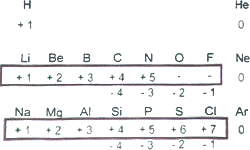 H He
+ 1 0
Li Be B C N O F Ne
+ 1 + 2 + 3 + 4 + 5 - - 0
- 4 - 3 - 2 - 1
Na Mg Al Si P S Cl Ar
+ 1 + 2 + 3 + 4 + 5 + 6 + 7 0
- 4 - 3 - 2 - 1